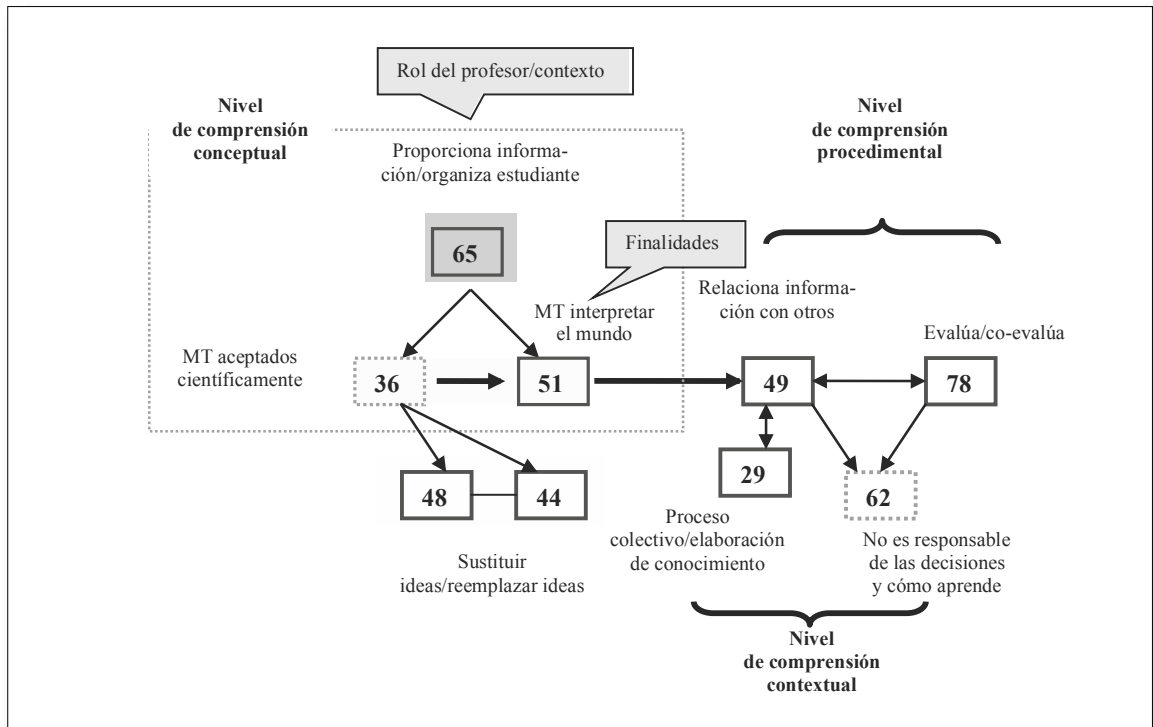 Rol del profesor/contexto
Nivel
de comprensión
conceptual
Nivel
de comprensión
procedimental
Proporciona informa-
ción/organiza estudiante
65
Finalidades
Relaciona informa-
ción con otros
MT interpretar
el mundo
Evalúa/co-evalúa
MT aceptados
científicamente
36
51
49
78
48
44
29
62
Sustituir
ideas/reemplazar ideas
Proceso
colectivo/elaboración
de conocimiento
No es responsable
de las decisiones
y cómo aprende
Nivel
de comprensión
contextual